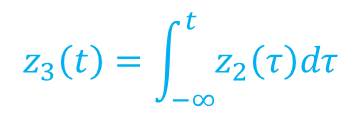 z₃(t) = ∫_{−∞}^{t} z₂(τ)dτ